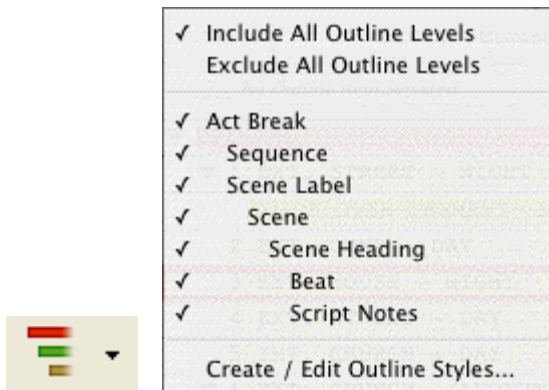 ✓ Include All Outline Levels
Exclude All Outline Levels
✓ Act Break
✓ Sequence
✓ Scene Label
✓ Scene
✓ Scene Heading
✓ Beat
✓ Script Notes
Create / Edit Outline Styles...